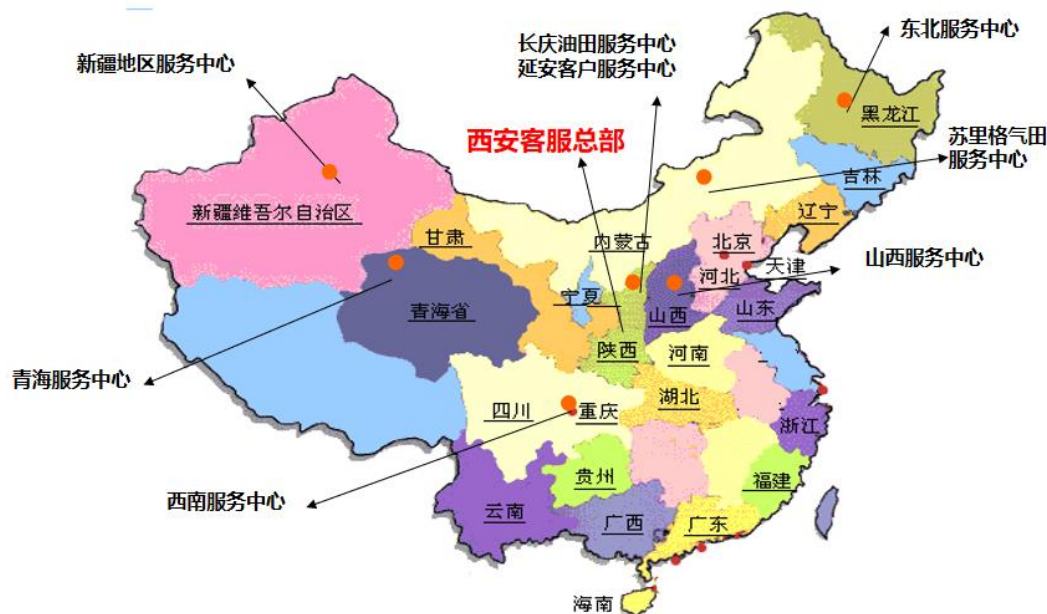 东北服务中心
长庆油田服务中心
延安客户服务中心
新疆地区服务中心
黑龙江
西安客服总部
苏里格气田
服务中心
吉林
新疆維吾尔自治区
辽宁
甘肃
内蒙古
北京
山西服务中心
天津
河北
宁夏
青海省
山西
山东
陕西
河南
青海服务中心
四川
重庆
湖北
浙江
贵州
福建
西南服务中心
云南
广西
广东
海南